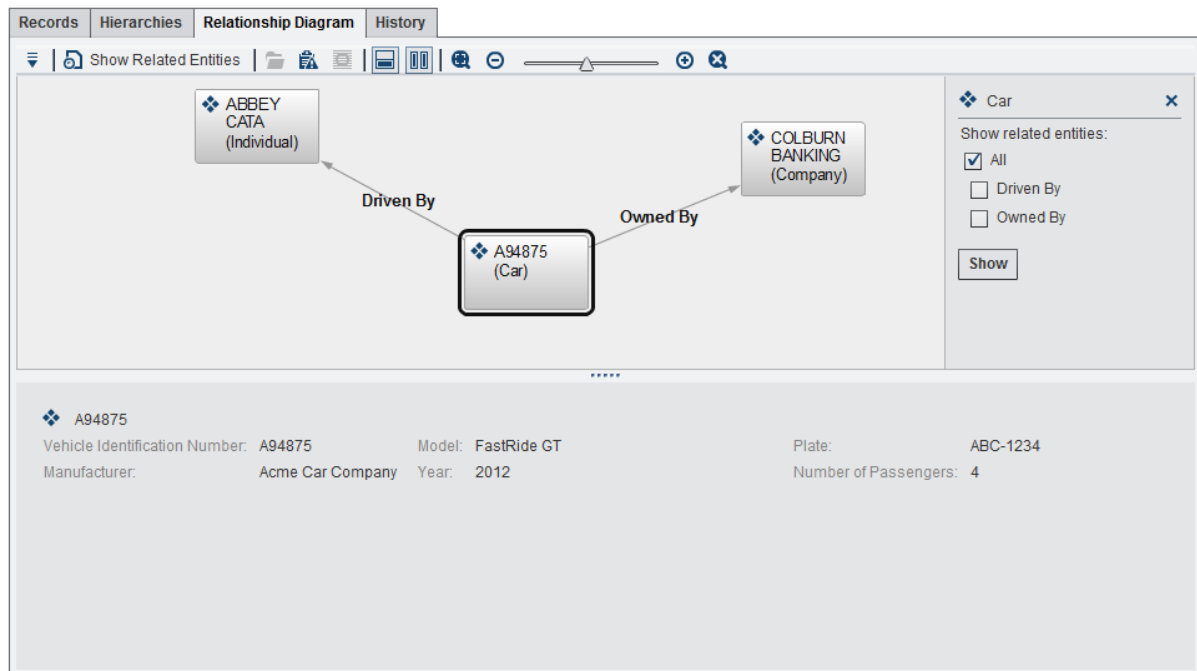 Records Hierarchies Relationship Diagram History
Show Related Entities
ABBEY
CATA
(Individual)
COLBURN
BANKING
(Company)
Driven By
Owned By
A94875
(Car)
Car
Show related entities:
All
Driven By
Owned By
Show
A94875
Vehicle Identification Number: A94875 Model: FastRide GT Plate: ABC-1234
Manufacturer: Acme Car Company Year: 2012 Number of Passengers: 4